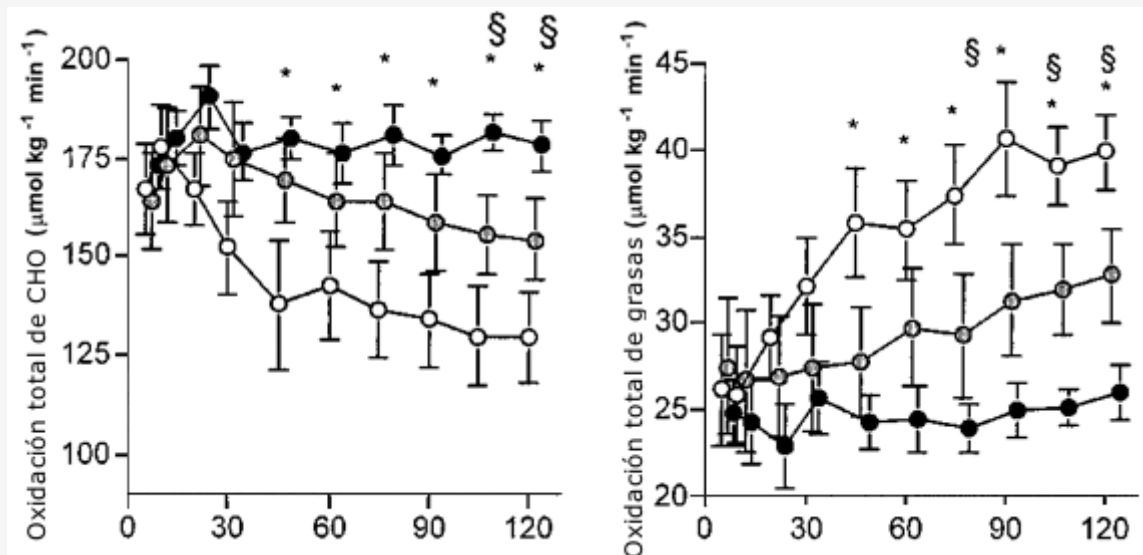 Oxidación total de CHO (μmol kg⁻¹ min⁻¹)
200
175
150
125
100
0 30 60 90 120
* * * * * *
§ §
Oxidación total de grasas (μmol kg⁻¹ min⁻¹)
45
40
35
30
25
20
0 30 60 90 120
* * * * * *
§ § §